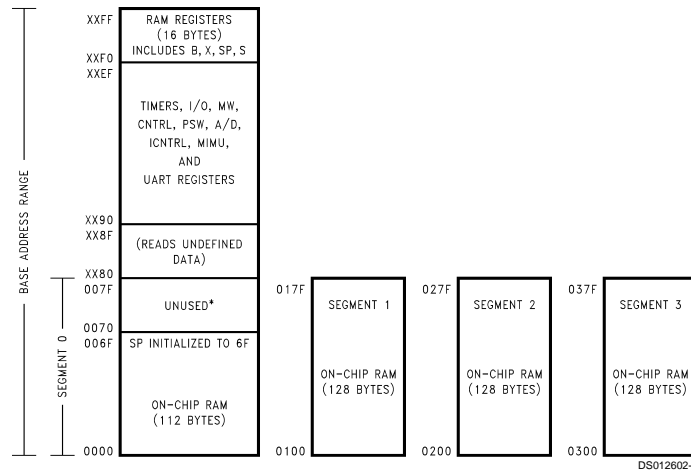 XXFF
RAM REGISTERS
(16 BYTES)
INCLUDES B, X, SP, S
XXF0
XXEF
TIMERS, I/O, MW,
CNTRL, PSW, A/D,
ICNTRL, MIMU,
AND
UART REGISTERS
XX90
XX8F
(READS UNDEFINED
DATA)
XX80
007F
UNUSED*
0070
006F
SP INITIALIZED TO 6F
ON-CHIP RAM
(112 BYTES)
0000
BASE ADDRESS RANGE
SEGMENT 0
017F
SEGMENT 1
ON-CHIP RAM
(128 BYTES)
0100
027F
SEGMENT 2
ON-CHIP RAM
(128 BYTES)
0200
037F
SEGMENT 3
ON-CHIP RAM
(128 BYTES)
0300
DS012602-